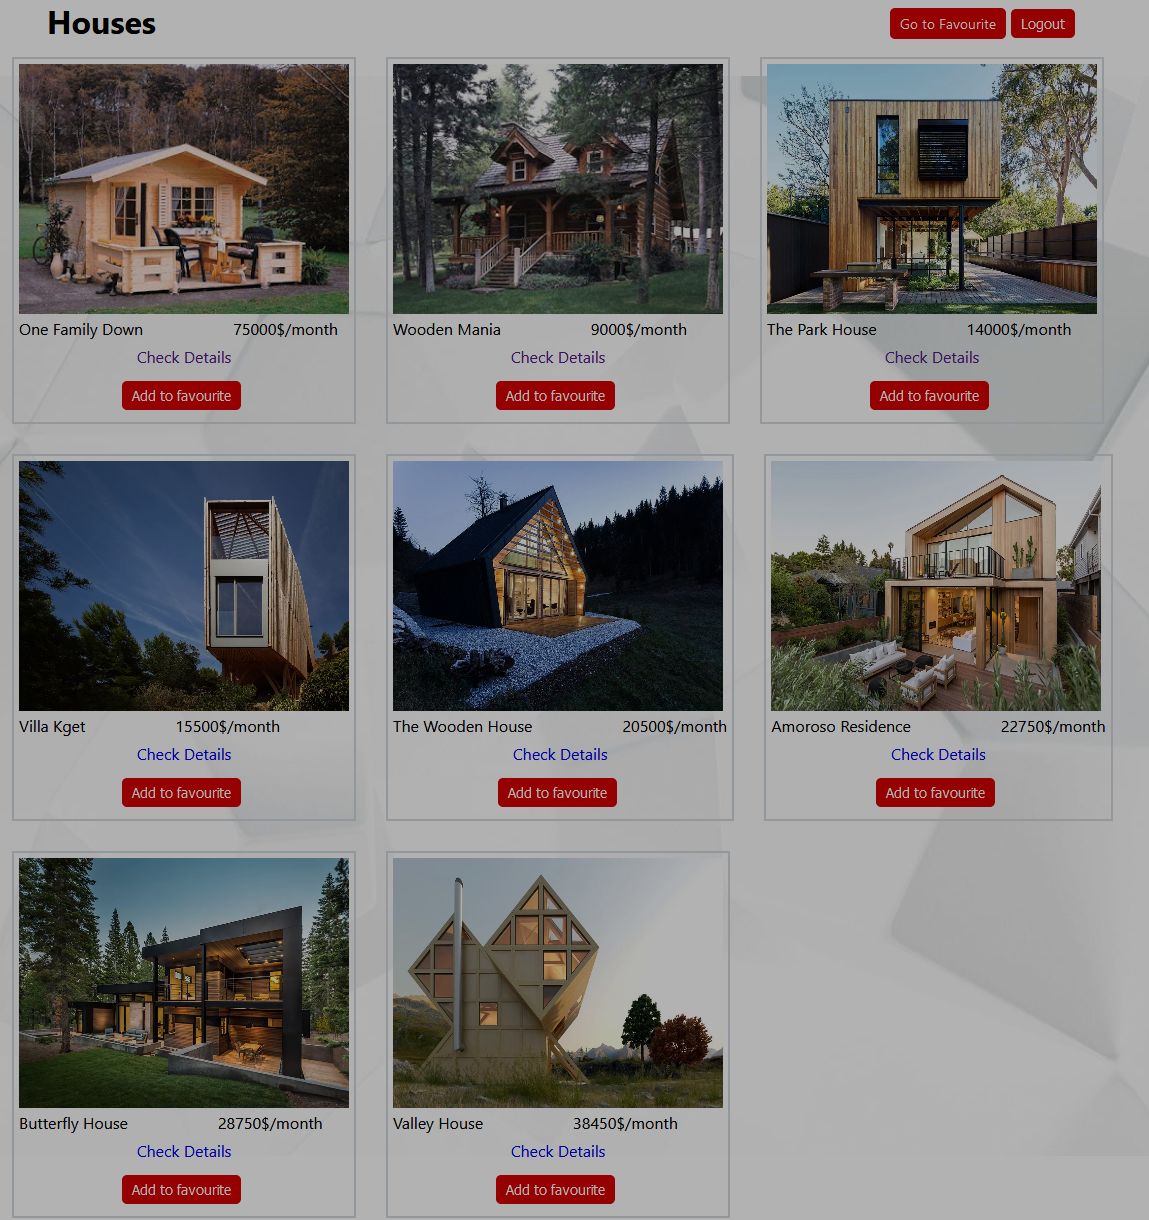 Houses
Go to Favourite
Logout
One Family Down 75000$/month
Check Details
Add to favourite
Wooden Mania 9000$/month
Check Details
Add to favourite
The Park House 14000$/month
Check Details
Add to favourite
Villa Kget 15500$/month
Check Details
Add to favourite
The Wooden House 20500$/month
Check Details
Add to favourite
Amoroso Residence 22750$/month
Check Details
Add to favourite
Butterfly House 28750$/month
Check Details
Add to favourite
Valley House 38450$/month
Check Details
Add to favourite